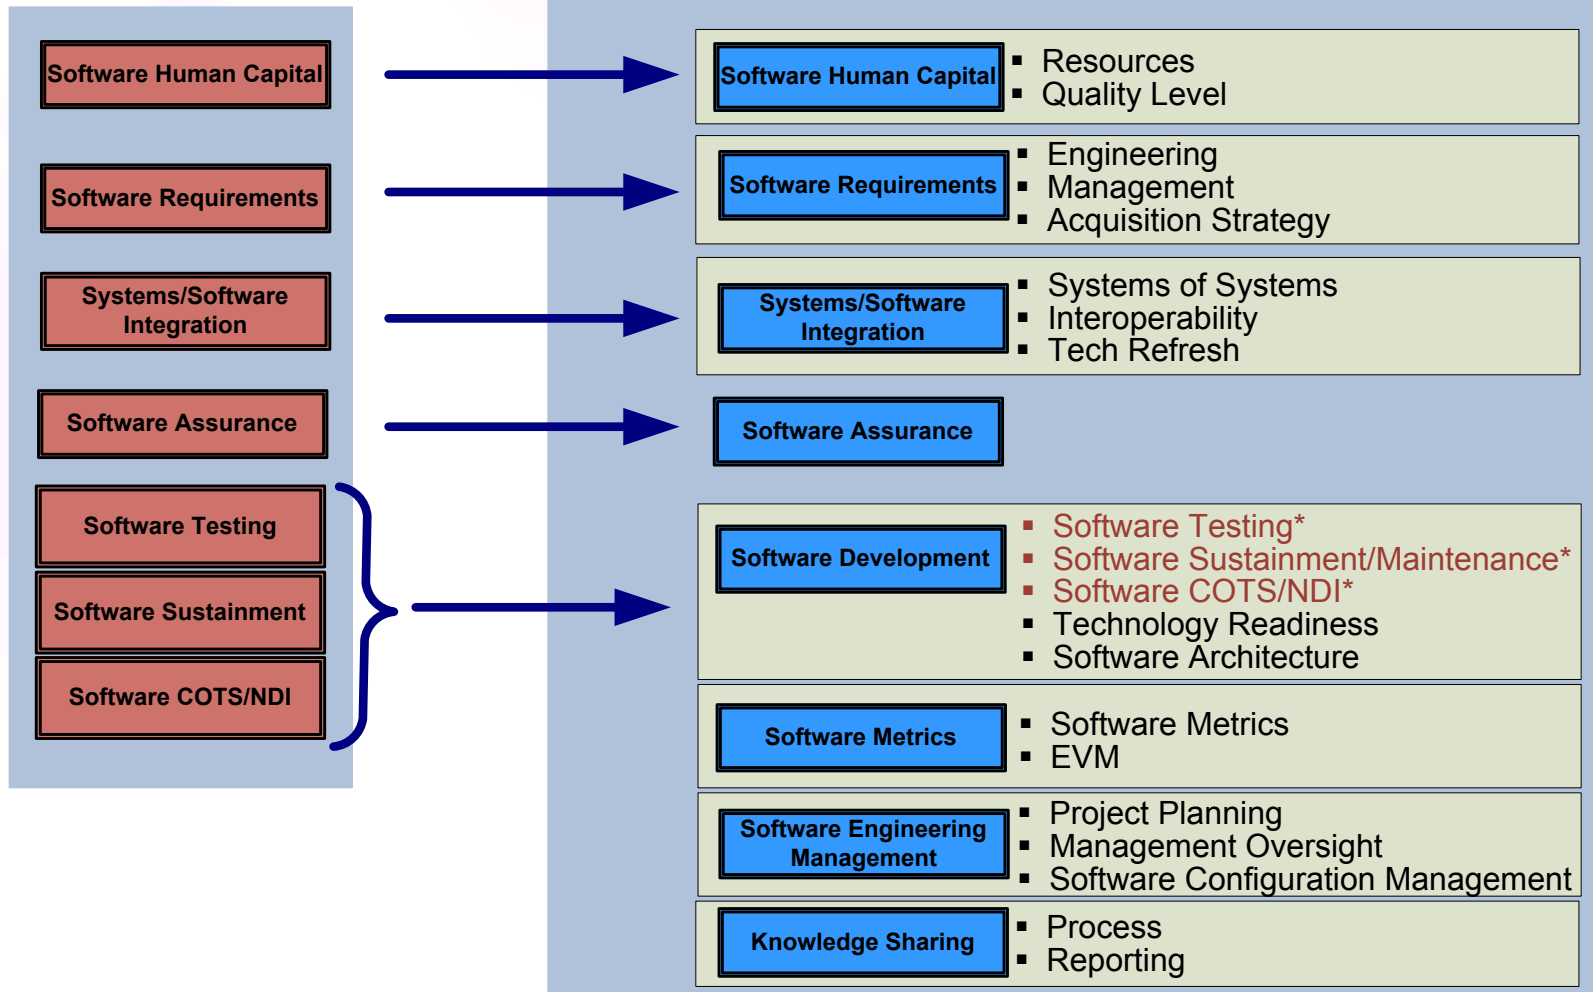 Software Human Capital
Software Requirements
Systems/Software
Integration
Software Assurance
Software Testing
Software Sustainment
Software COTS/NDI
Software Human Capital
▪ Resources
▪ Quality Level
Software Requirements
▪ Engineering
▪ Management
▪ Acquisition Strategy
Systems/Software
Integration
▪ Systems of Systems
▪ Interoperability
▪ Tech Refresh
Software Assurance
Software Development
▪ Software Testing*
▪ Software Sustainment/Maintenance*
▪ Software COTS/NDI*
▪ Technology Readiness
▪ Software Architecture
Software Metrics
▪ Software Metrics
▪ EVM
Software Engineering
Management
▪ Project Planning
▪ Management Oversight
▪ Software Configuration Management
Knowledge Sharing
▪ Process
▪ Reporting